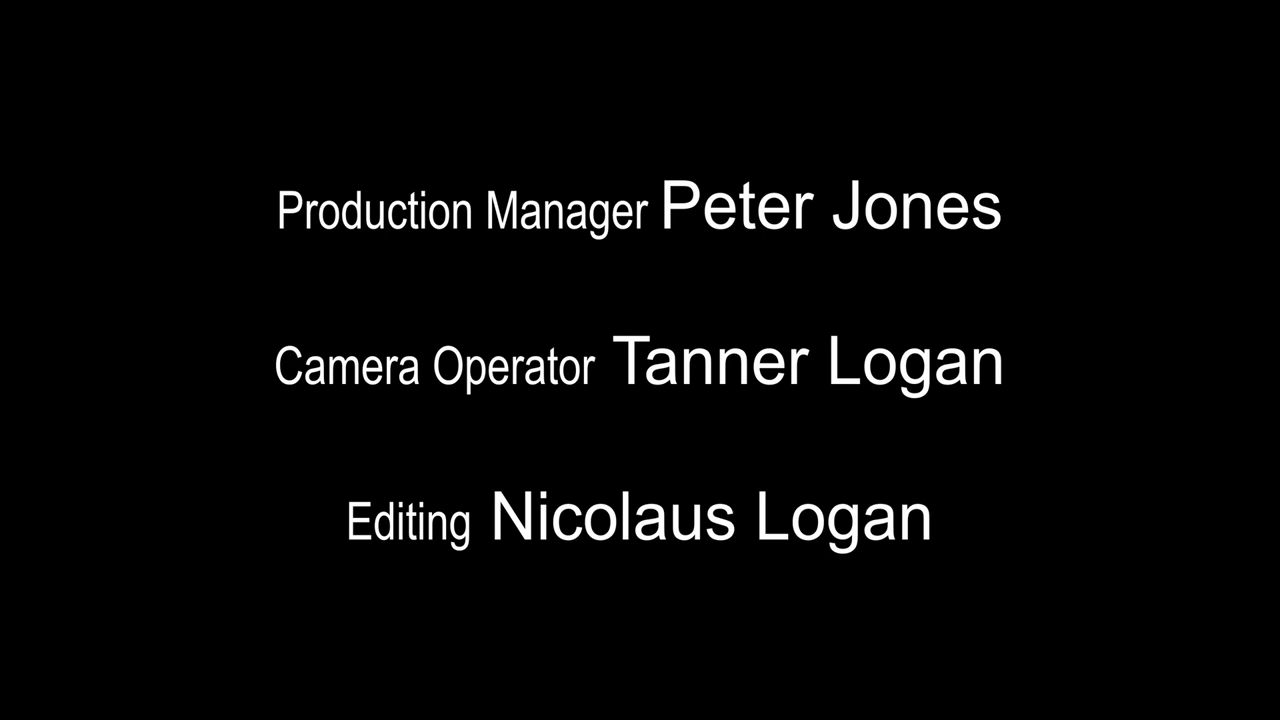 Production Manager Peter Jones
Camera Operator Tanner Logan
Editing Nicolaus Logan